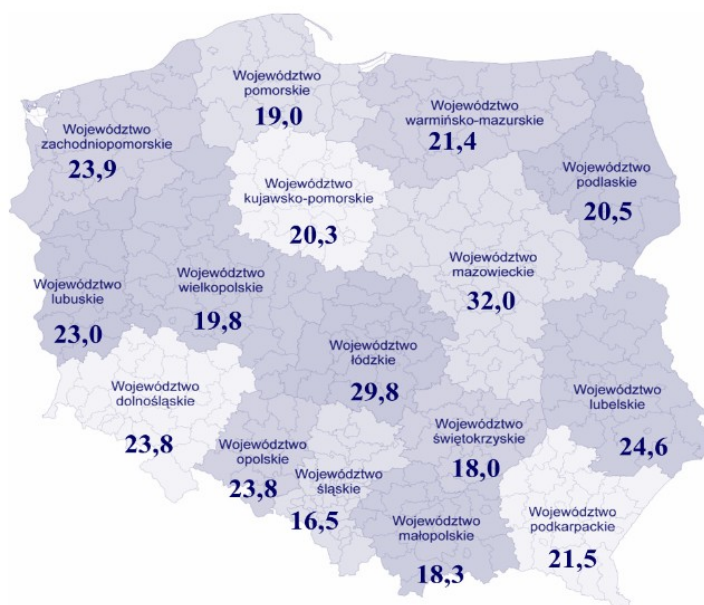 Województwo
pomorskie
19,0
Województwo
warmińsko-mazurskie
21,4
Województwo
zachodniopomorskie
23,9
Województwo
podlaskie
20,5
Województwo
kujawsko-pomorskie
20,3
Województwo
mazowieckie
32,0
Województwo
lubuskie
23,0
Województwo
wielkopolskie
19,8
Województwo
łódzkie
29,8
Województwo
dolnośląskie
23,8
Województwo
lubelskie
24,6
Województwo
opolskie
23,8
Województwo
śląskie
16,5
Województwo
świętokrzyskie
18,0
Województwo
małopolskie
18,3
Województwo
podkarpackie
21,5